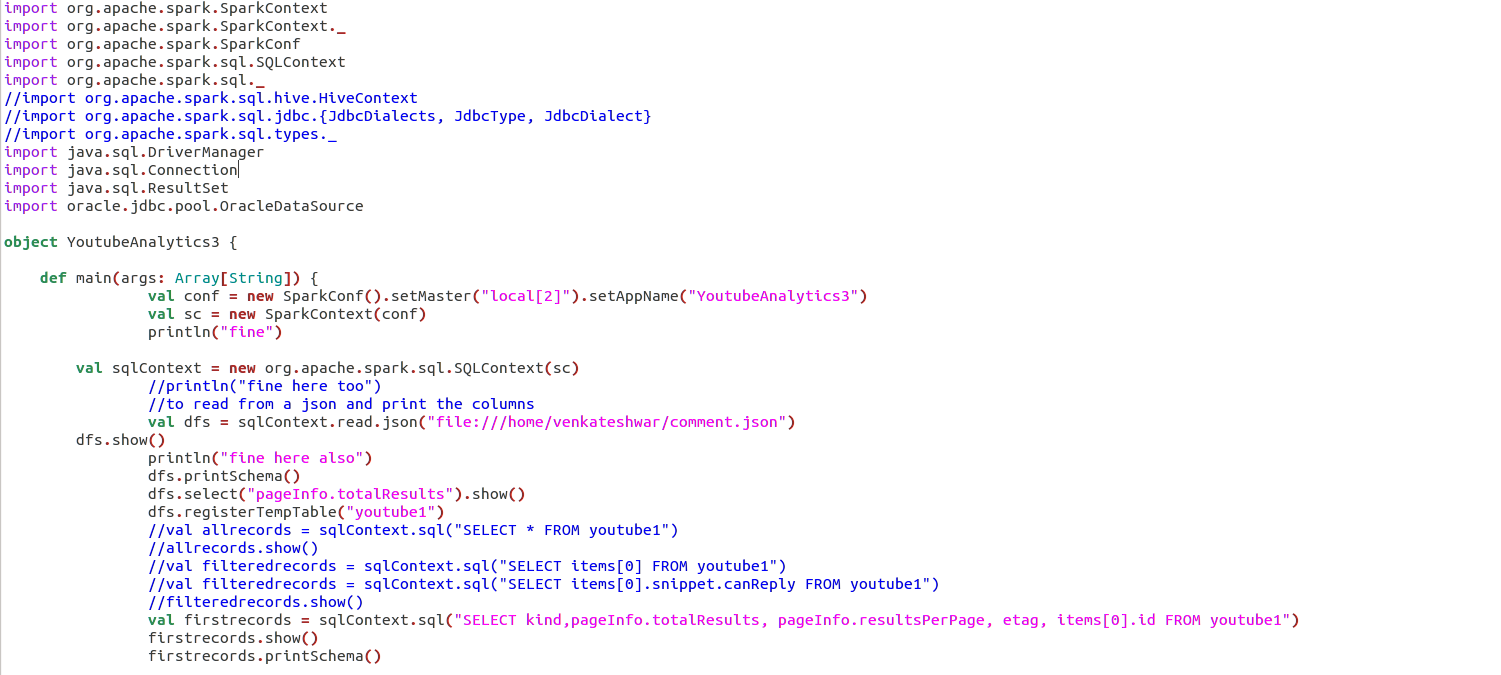 import org.apache.spark.SparkContext
import org.apache.spark.SparkContext._
import org.apache.spark.SparkConf
import org.apache.spark.sql.SQLContext
import org.apache.spark.sql._
//import org.apache.spark.sql.hive.HiveContext
//import org.apache.spark.sql.jdbc.{JdbcDialects, JdbcType, JdbcDialect}
//import org.apache.spark.sql.types._
import java.sql.DriverManager
import java.sql.Connection
import java.sql.ResultSet
import oracle.jdbc.pool.OracleDataSource

object YoutubeAnalytics3 {

    def main(args: Array[String]) {
                val conf = new SparkConf().setMaster("local[2]").setAppName("YoutubeAnalytics3")
                val sc = new SparkContext(conf)
                println("fine")

        val sqlContext = new org.apache.spark.sql.SQLContext(sc)
                //println("fine here too")
                //to read from a json and print the columns
                val dfs = sqlContext.read.json("file:///home/venkateshwar/comment.json")
        dfs.show()
                println("fine here also")
                dfs.printSchema()
                dfs.select("pageInfo.totalResults").show()
                dfs.registerTempTable("youtube1")
                //val allrecords = sqlContext.sql("SELECT * FROM youtube1")
                //allrecords.show()
                //val filteredrecords = sqlContext.sql("SELECT items[0] FROM youtube1")
                //val filteredrecords = sqlContext.sql("SELECT items[0].snippet.canReply FROM youtube1")
                //filteredrecords.show()
                val firstrecords = sqlContext.sql("SELECT kind,pageInfo.totalResults, pageInfo.resultsPerPage, etag, items[0].id FROM youtube1")
                firstrecords.show()
                firstrecords.printSchema()